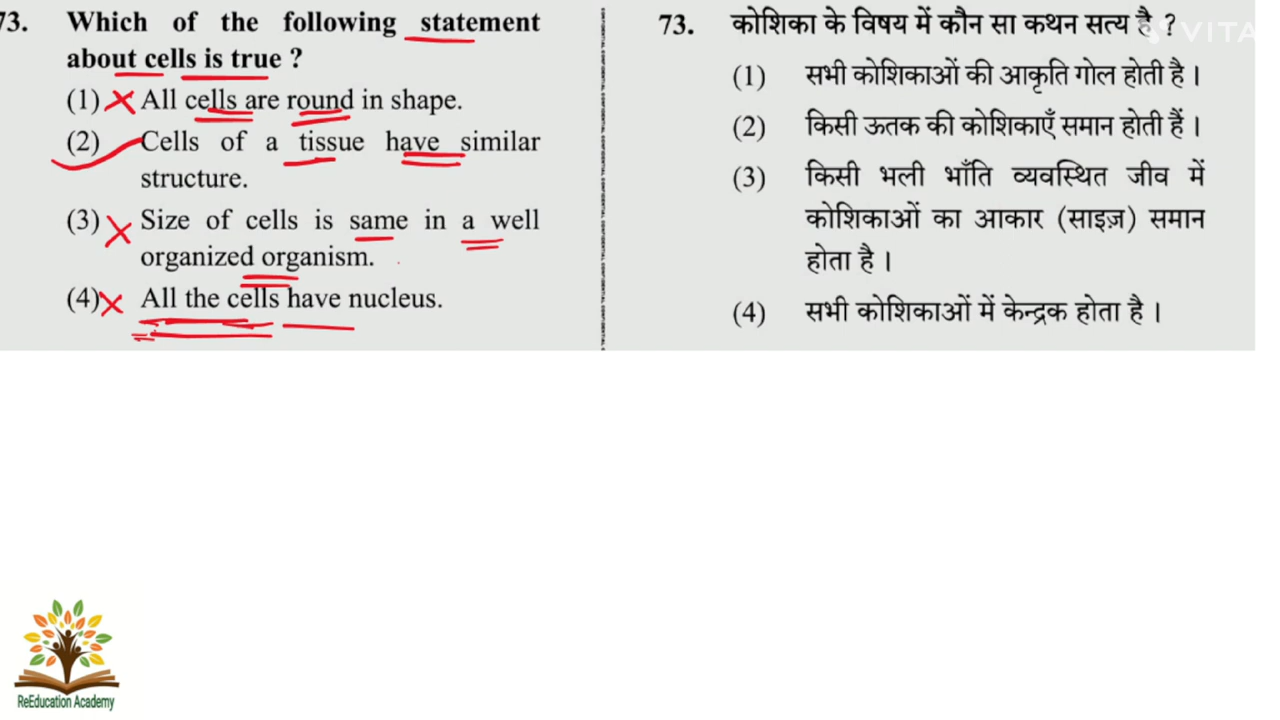 73. Which of the following statement
about cells is true ?
(1) All cells are round in shape.
(2) Cells of a tissue have similar
structure.
(3) Size of cells is same in a well
organized organism.
(4) All the cells have nucleus.
73. कोशिका के विषय में कौन सा कथन सत्य है ?
(1) सभी कोशिकाओं की आकृति गोल होती है ।
(2) किसी ऊतक की कोशिकाएँ समान होती हैं ।
(3) किसी भली भाँति व्यवस्थित जीव में
कोशिकाओं का आकार (साइज़) समान
होता है ।
(4) सभी कोशिकाओं में केन्द्रक होता है ।
VITA
ReEducation Academy